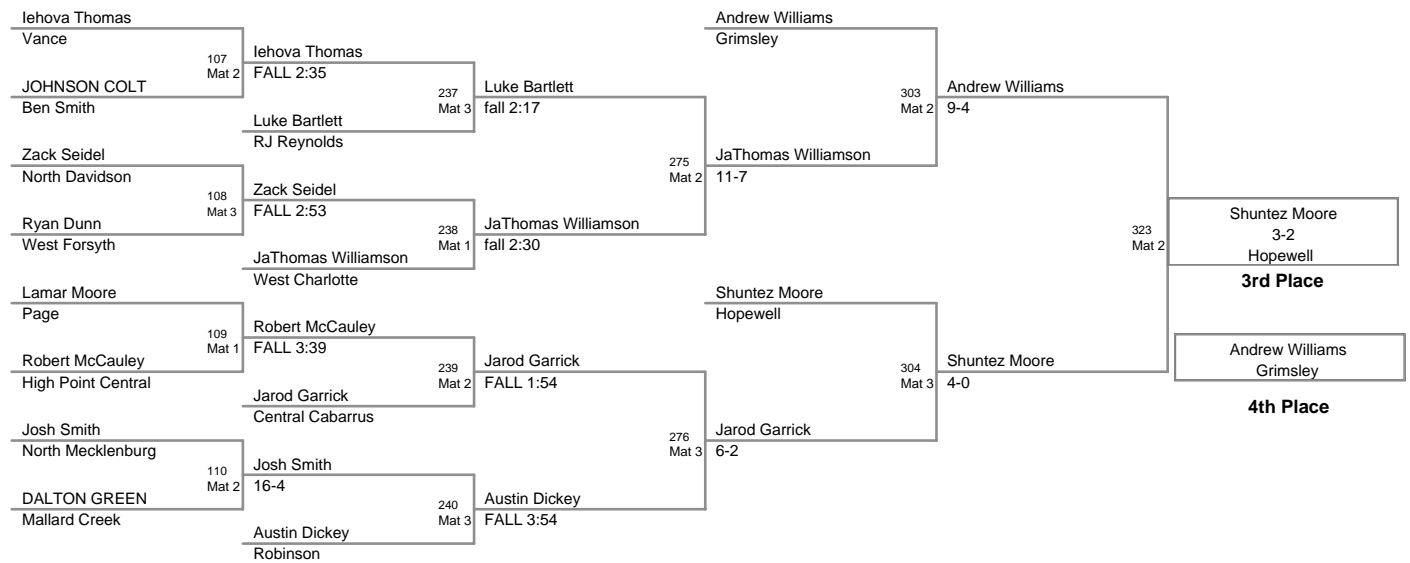 Iehova Thomas
Vance
107
Mat 2
JOHNSON COLT
Ben Smith
Zack Seidel
North Davidson
108
Mat 3
Ryan Dunn
West Forsyth
Lamar Moore
Page
109
Mat 1
Robert McCauley
High Point Central
Josh Smith
North Mecklenburg
110
Mat 2
DALTON GREEN
Mallard Creek
Iehova Thomas
FALL 2:35
237
Mat 3
Luke Bartlett
RJ Reynolds
Zack Seidel
FALL 2:53
238
Mat 1
JaThomas Williamson
West Charlotte
Robert McCauley
FALL 3:39
239
Mat 2
Jarod Garrick
Central Cabarrus
Josh Smith
16-4
240
Mat 3
Austin Dickey
Robinson
Luke Bartlett
fall 2:17
275
Mat 2
JaThomas Williamson
fall 2:30
Jarod Garrick
FALL 1:54
276
Mat 3
Austin Dickey
FALL 3:54
Andrew Williams
Grimsley
303
Mat 2
JaThomas Williamson
11-7
Shuntez Moore
Hopewell
304
Mat 3
Jarod Garrick
6-2
Andrew Williams
9-4
323
Mat 2
Shuntez Moore
4-0
Shuntez Moore
3-2
Hopewell
3rd Place
Andrew Williams
Grimsley
4th Place